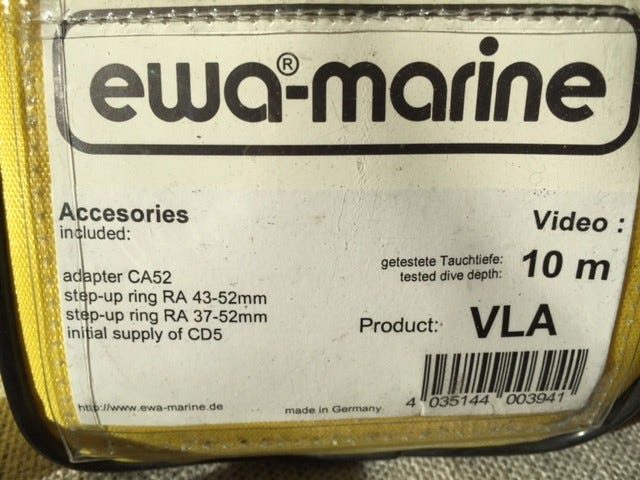 ewa®-marine
Accesories
included:
adapter CA52
step-up ring RA 43-52mm
step-up ring RA 37-52mm
initial supply of CD5
Video :
getestete Tauchtiefe:
tested dive depth:
10 m
Product: VLA
4 035144 003941
http://www.ewa-marine.de
made in Germany